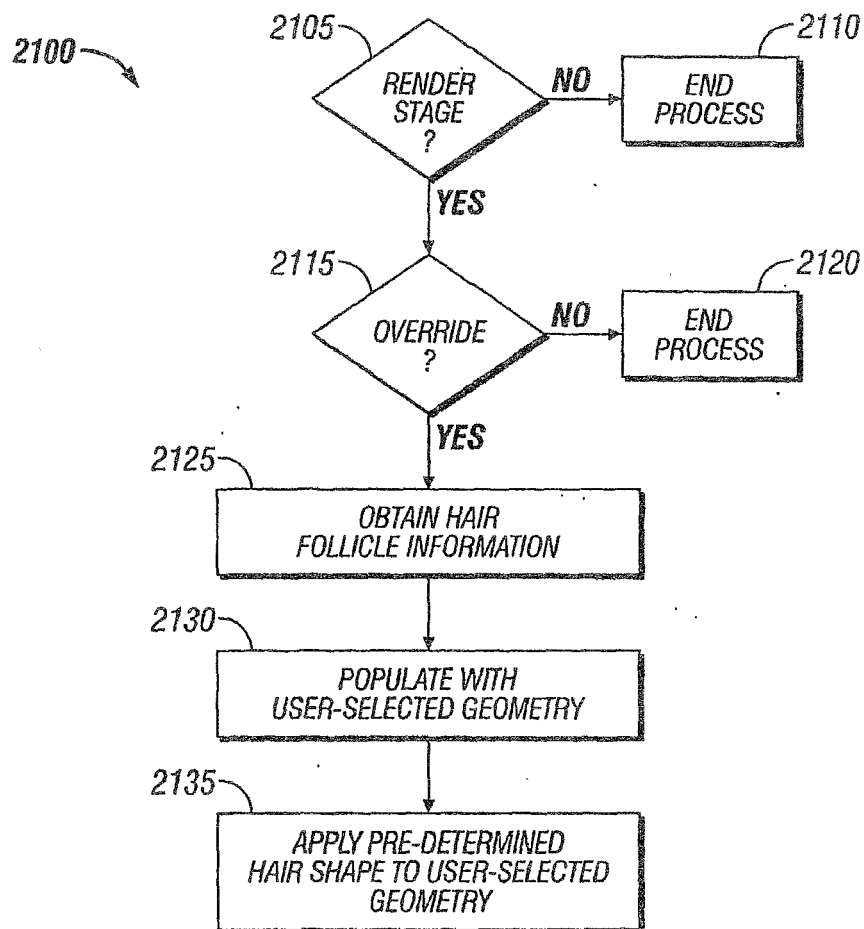 2100
2105
RENDER
STAGE
?
NO
2110
END
PROCESS
YES
2115
OVERRIDE
?
NO
2120
END
PROCESS
YES
2125
OBTAIN HAIR
FOLLICLE INFORMATION
2130
POPULATE WITH
USER-SELECTED GEOMETRY
2135
APPLY PRE-DETERMINED
HAIR SHAPE TO USER-SELECTED
GEOMETRY